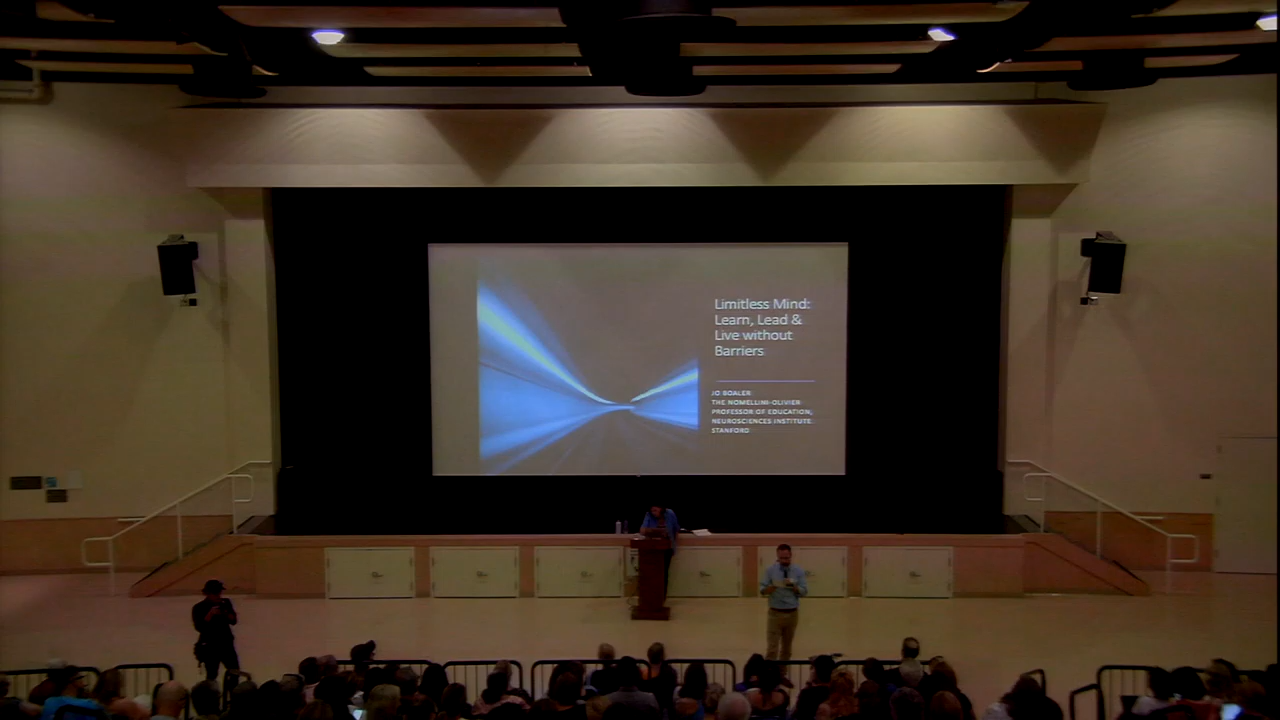 Limitless Mind:
Learn, Lead &
Live without
Barriers
JO BOALER
THE NOMELLINI-OLIVIER
PROFESSOR OF EDUCATION,
NEUROSCIENCES INSTITUTE
STANFORD